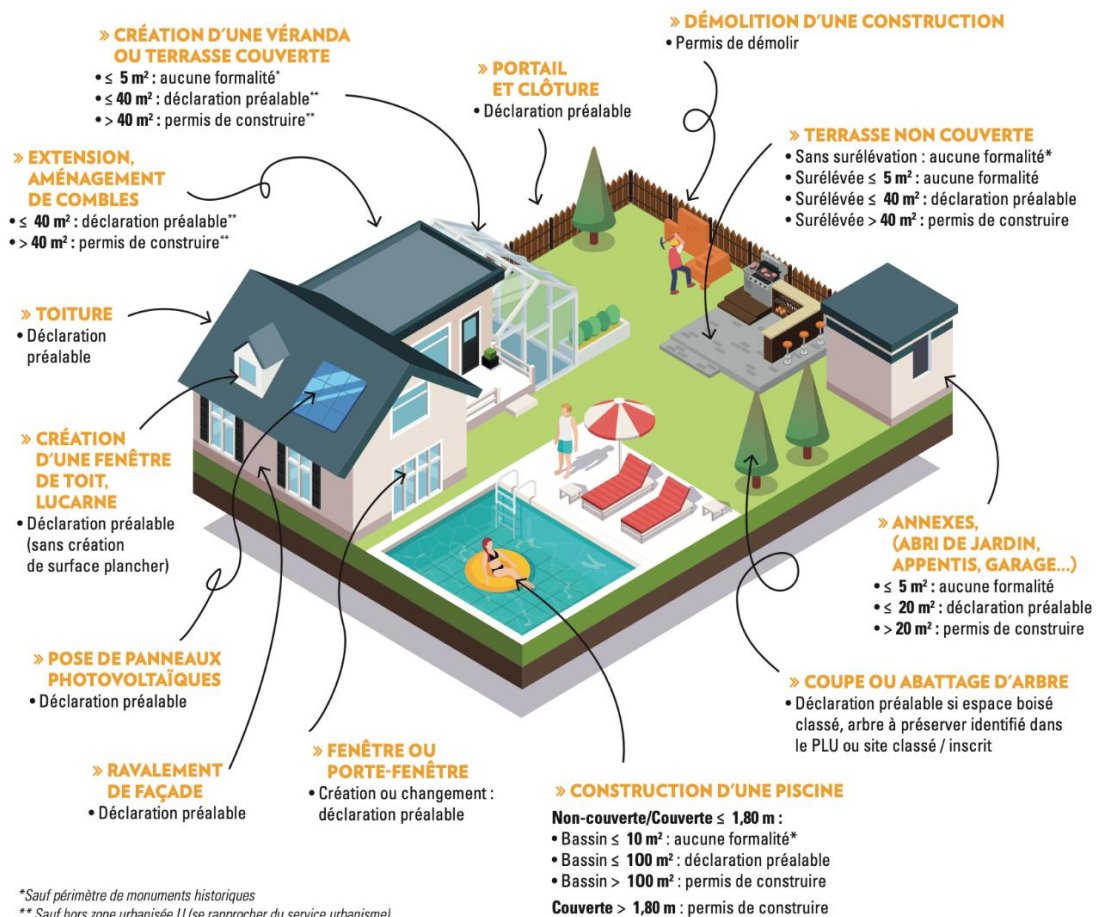 » CRÉATION D'UNE VÉRANDA
OU TERRASSE COUVERTE
• ≤ 5 m² : aucune formalité*
• ≤ 40 m² : déclaration préalable**
• > 40 m² : permis de construire**
» PORTAIL
ET CLÔTURE
• Déclaration préalable
» DÉMOLITION D'UNE CONSTRUCTION
• Permis de démolir
» TERRASSE NON COUVERTE
• Sans surélévation : aucune formalité*
• Surélévée ≤ 5 m² : aucune formalité
• Surélévée ≤ 40 m² : déclaration préalable
• Surélévée > 40 m² : permis de construire
» EXTENSION,
AMÉNAGEMENT
DE COMBLES
• ≤ 40 m² : déclaration préalable**
• > 40 m² : permis de construire**
» TOITURE
• Déclaration
préalable
» CRÉATION
D'UNE FENÊTRE
DE TOIT,
LUCARNE
• Déclaration préalable
(sans création
de surface plancher)
» POSE DE PANNEAUX
PHOTOVOLTAÏQUES
• Déclaration préalable
» RAVALEMENT
DE FAÇADE
• Déclaration préalable
» FENÊTRE OU
PORTE-FENÊTRE
• Création ou changement :
déclaration préalable
» ANNEXES,
(ABRI DE JARDIN,
APPENTIS, GARAGE...)
• ≤ 5 m² : aucune formalité
• ≤ 20 m² : déclaration préalable
• > 20 m² : permis de construire
» COUPE OU ABATTAGE D'ARBRE
• Déclaration préalable si espace boisé
classé, arbre à préserver identifié dans
le PLU ou site classé / inscrit
» CONSTRUCTION D'UNE PISCINE
Non-couverte/Couverte ≤ 1,80 m :
• Bassin ≤ 10 m² : aucune formalité*
• Bassin ≤ 100 m² : déclaration préalable
• Bassin > 100 m² : permis de construire
Couverte > 1,80 m : permis de construire
*Sauf périmètre de monuments historiques
** Sauf hors zone urbanisée U (se rapprocher du service urbanisme)